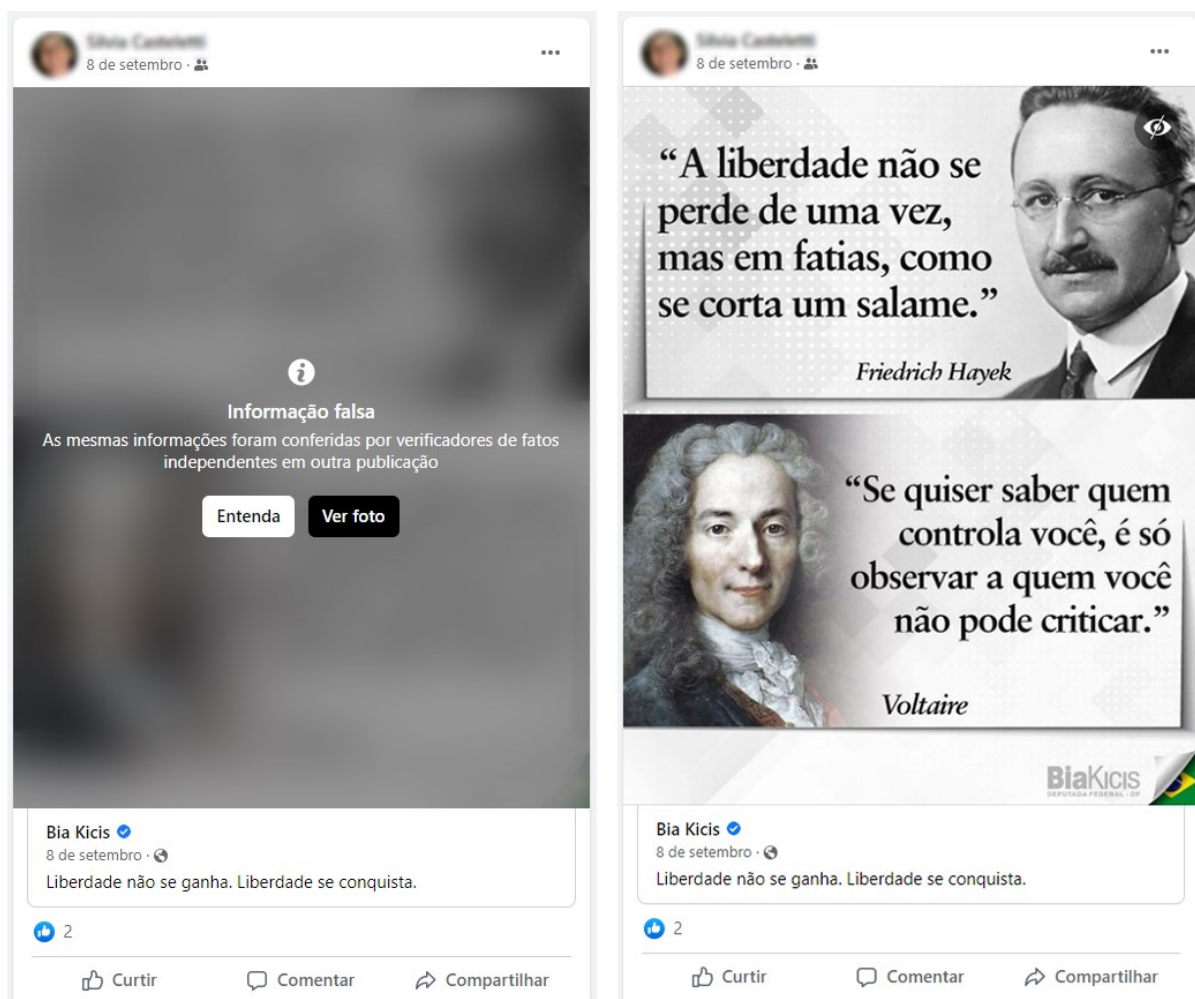 8 de setembro ·
Informação falsa
As mesmas informações foram conferidas por verificadores de fatos
independentes em outra publicação
Entenda
Ver foto
Bia Kicis
8 de setembro ·
Liberdade não se ganha. Liberdade se conquista.
2
Curtir
Comentar
Compartilhar
8 de setembro ·
“A liberdade não se
perde de uma vez,
mas em fatias, como
se corta um salame.”
Friedrich Hayek
“Se quiser saber quem
controla você, é só
observar a quem você
não pode criticar.”
Voltaire
BiaKICIS
DEPUTADA FEDERAL - DF
Bia Kicis
8 de setembro ·
Liberdade não se ganha. Liberdade se conquista.
2
Curtir
Comentar
Compartilhar